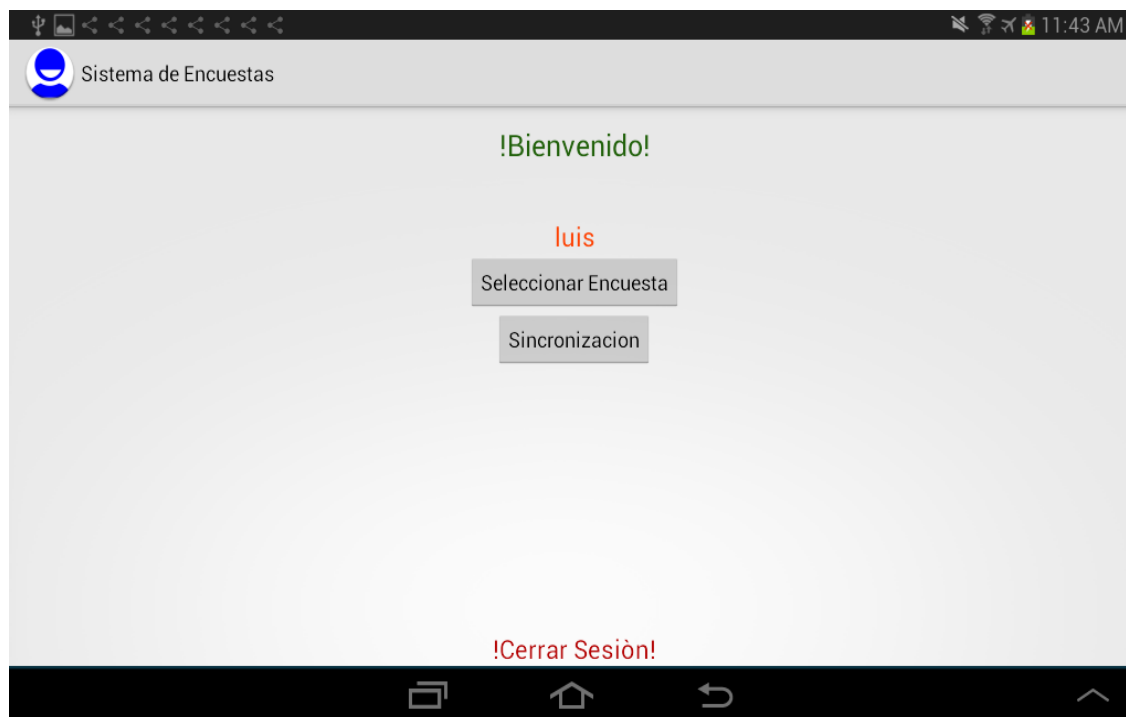 11:43 AM
Sistema de Encuestas
!Bienvenido!
luis
Seleccionar Encuesta
Sincronizacion
!Cerrar Sesiòn!